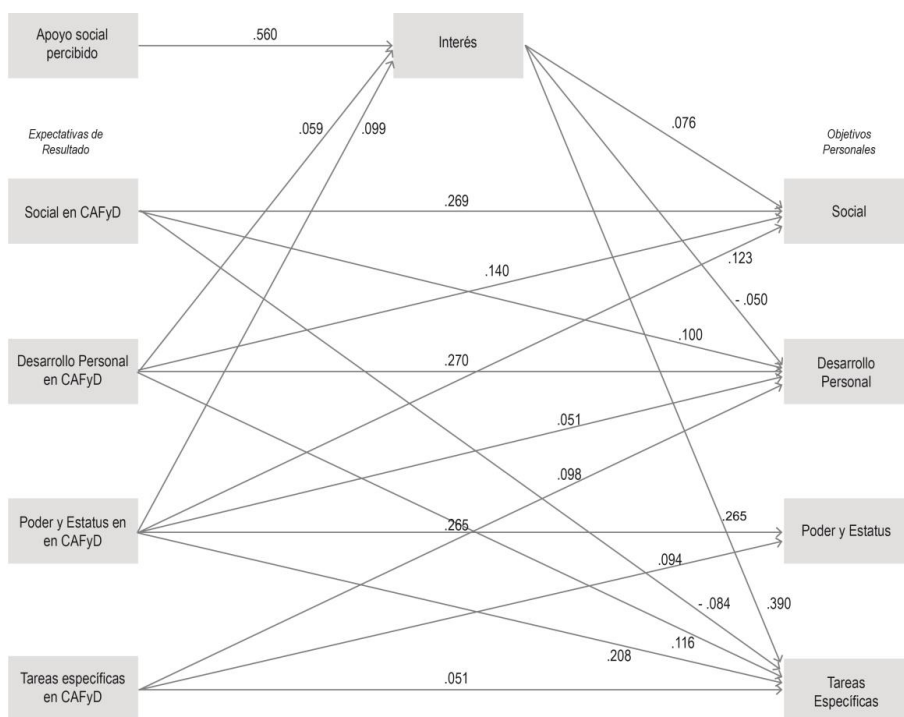 Apoyo social
percibido
.560
Interés
.059
.099
.076
Expectativas de
Resultado
Objetivos
Personales
Social en CAFyD
.269
Social
.140
.123
- .050
.100
Desarrollo Personal
en CAFyD
.270
Desarrollo
Personal
.051
.098
Poder y Estatus en
en CAFyD
.265
.265
Poder y Estatus
.094
- .084
.390
.116
.208
Tareas específicas
en CAFyD
.051
Tareas
Específicas